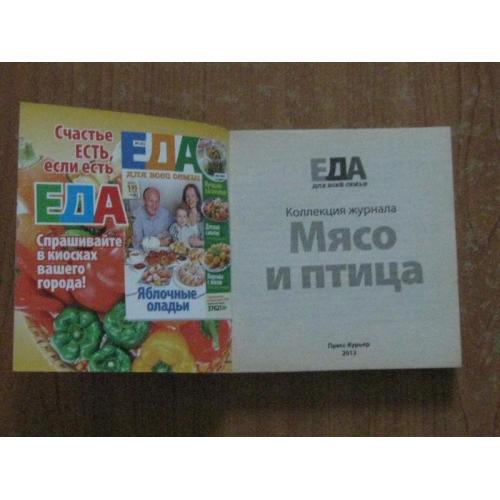 Счастье
ЕСТЬ,
если есть
ЕДА
Спрашивайте
в киосках
вашего
города!
ЕДА
для всей семьи
Яблочные
оладьи
ЕДА
для всей семьи
Коллекция журнала
Мясо
и птица
Пресс-Курьер
2013